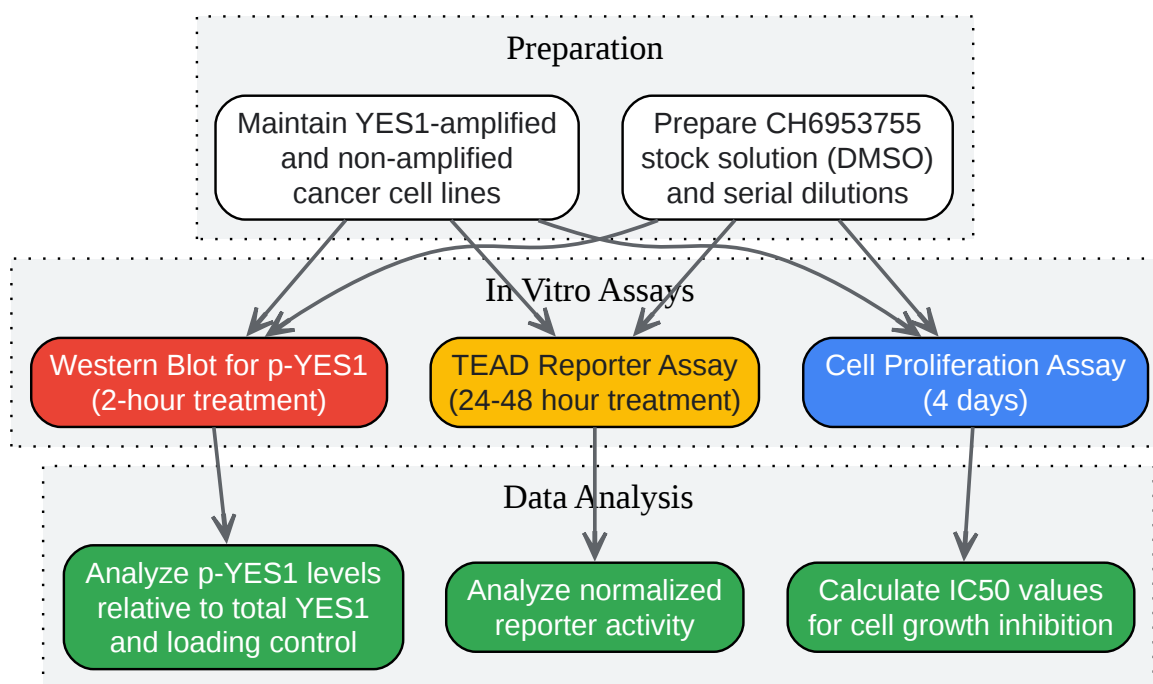 Preparation
Maintain YES1-amplified
and non-amplified
cancer cell lines
Prepare CH6953755
stock solution (DMSO)
and serial dilutions
In Vitro Assays
Western Blot for p-YES1
(2-hour treatment)
TEAD Reporter Assay
(24-48 hour treatment)
Cell Proliferation Assay
(4 days)
Data Analysis
Analyze p-YES1 levels
relative to total YES1
and loading control
Analyze normalized
reporter activity
Calculate IC50 values
for cell growth inhibition